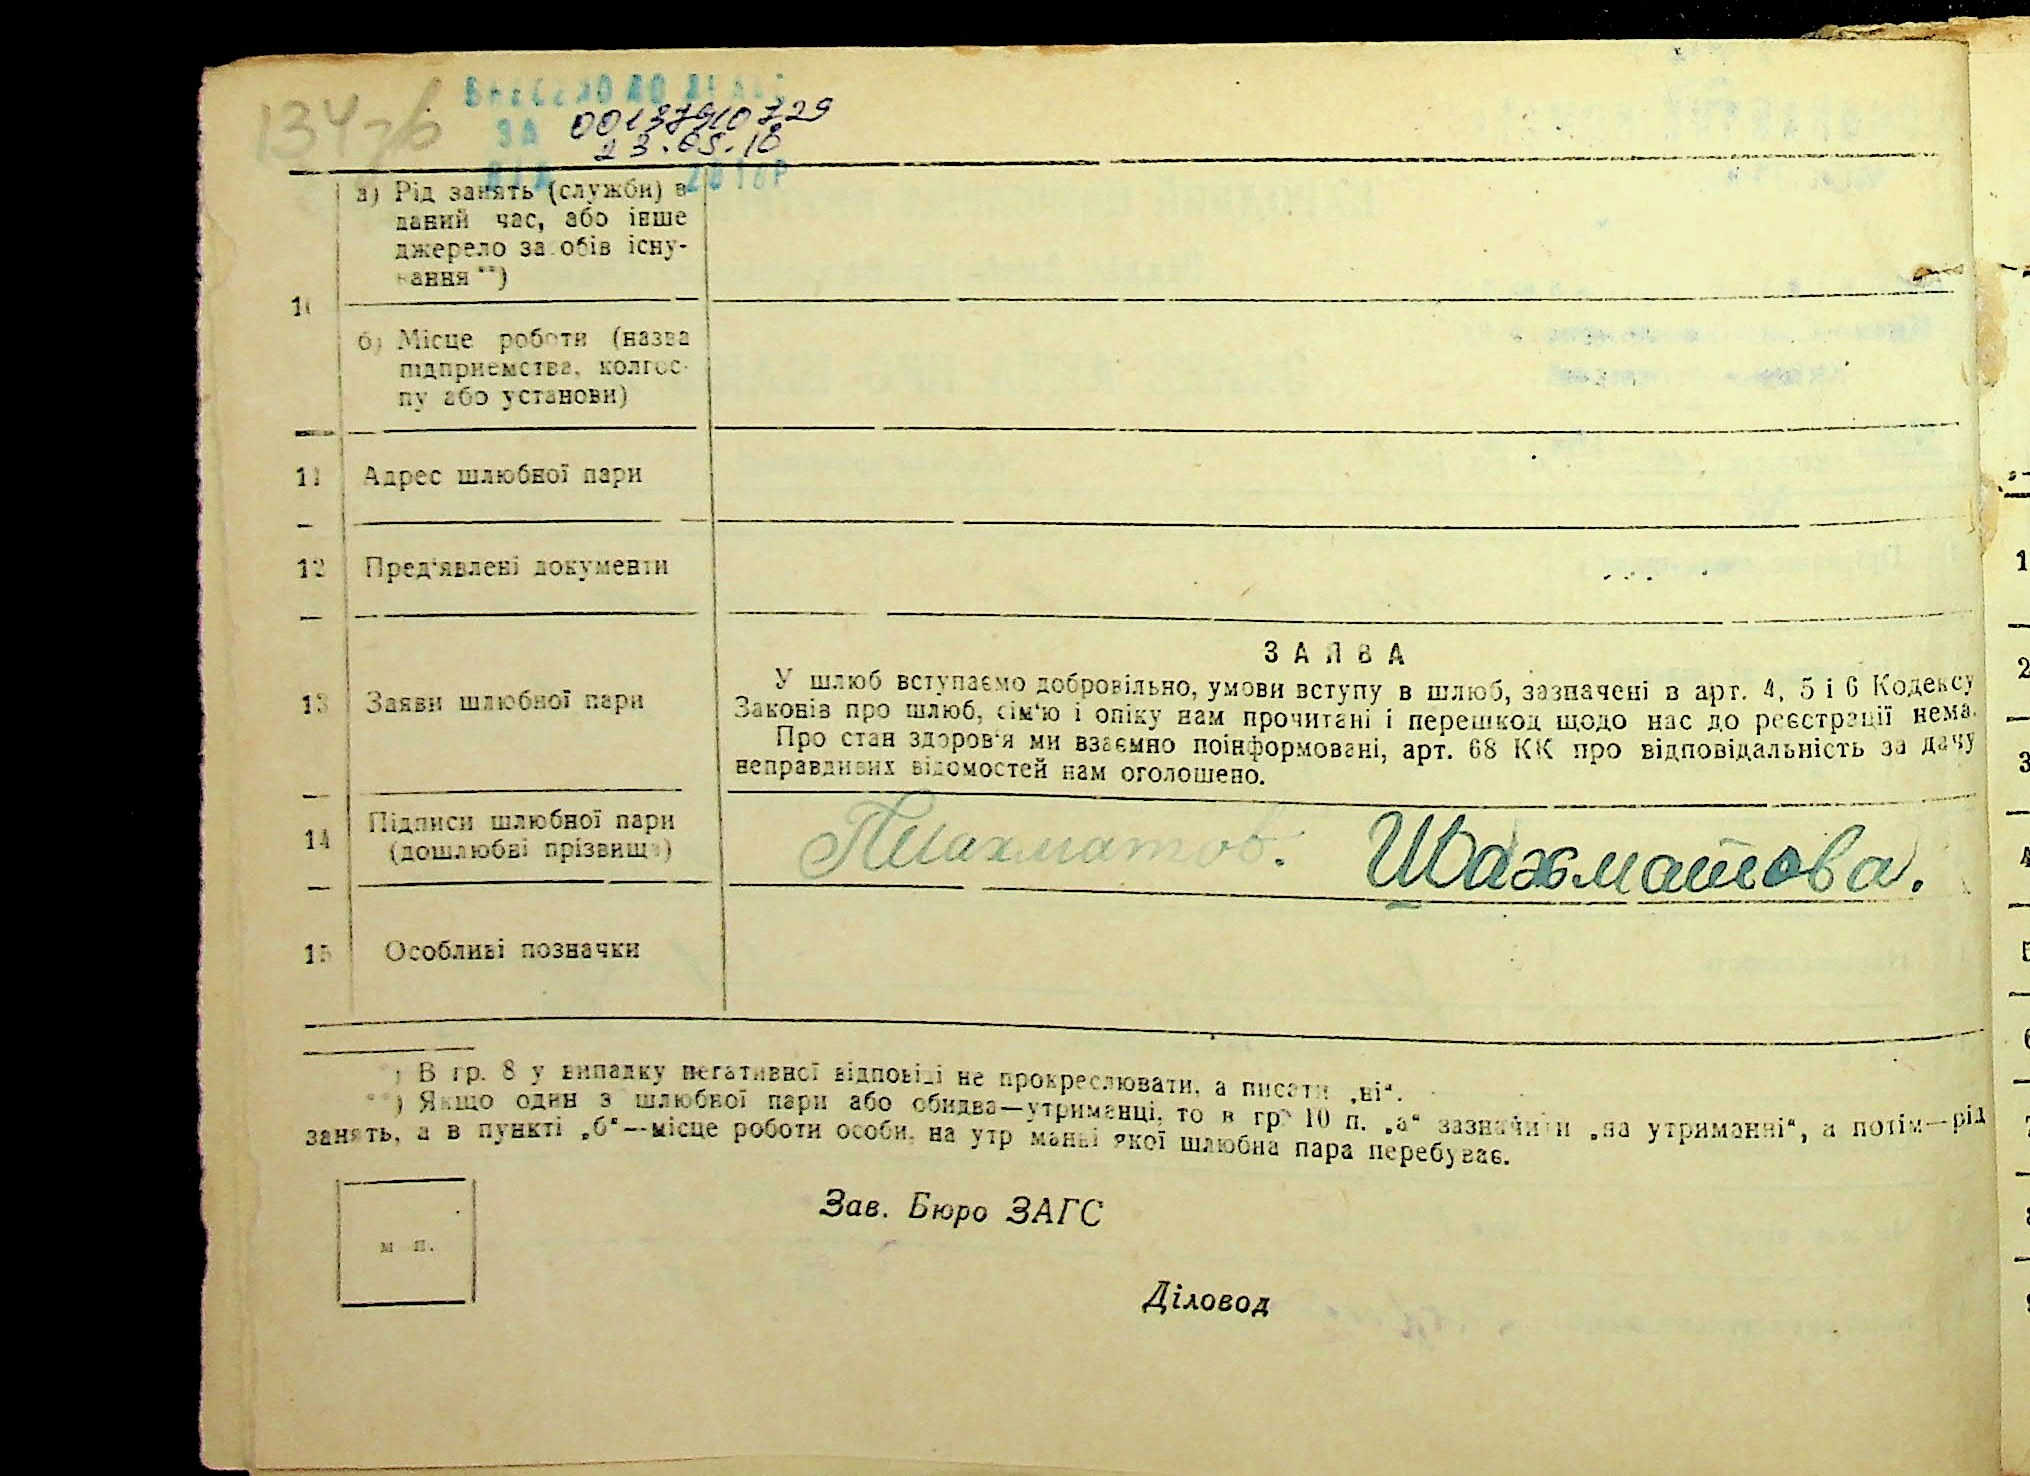 134 зв
00137910729
23.05.18
2018р
10
а) Рід занять (служби) в
даний час, або інше
джерело засобів існу-
вання **)
б) Місце роботи (назва
підприємства, колгос-
пу або установи)
11 Адрес шлюбної пари
12 Пред'явлені документи
ЗАЯВА
13 Заяви шлюбної пари
У шлюб вступаємо добровільно, умови вступу в шлюб, зазначені в арт. 4, 5 і 6 Кодексу
Законів про шлюб, сім'ю і опіку нам прочитані і перешкод щодо нас до реєстрації нема.
Про стан здоров'я ми взаємно поінформовані, арт. 68 КК про відповідальність за дачу
неправдивих відомостей нам оголошено.
14 Підписи шлюбної пари
(дошлюбні прізвища)
Шахматов. Шахматова.
15 Особливі позначки
*) В гр. 8 у випадку негативної відповіді не прокреслювати, а писати „ні“.
**) Якщо один з шлюбної пари або обидва—утриманці, то в гр. 10 п. „а“ зазначити „на утриманні“, а потім—рід
занять, а в пункті „б“—місце роботи особи, на утриманні якої шлюбна пара перебуває.
м п.
Зав. Бюро ЗАГС
Діловод